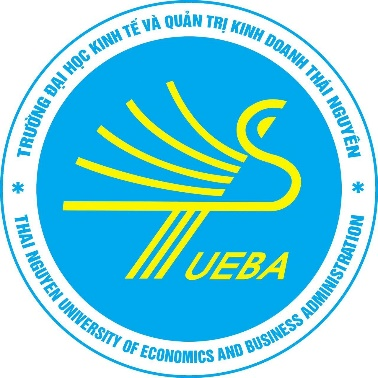 TRƯỜNG ĐẠI HỌC KINH TẾ VÀ QUẢN TRỊ KINH DOANH THÁI NGUYÊN
TUEBA
THAI NGUYEN UNIVERSITY OF ECONOMICS AND BUSINESS ADMINISTRATION